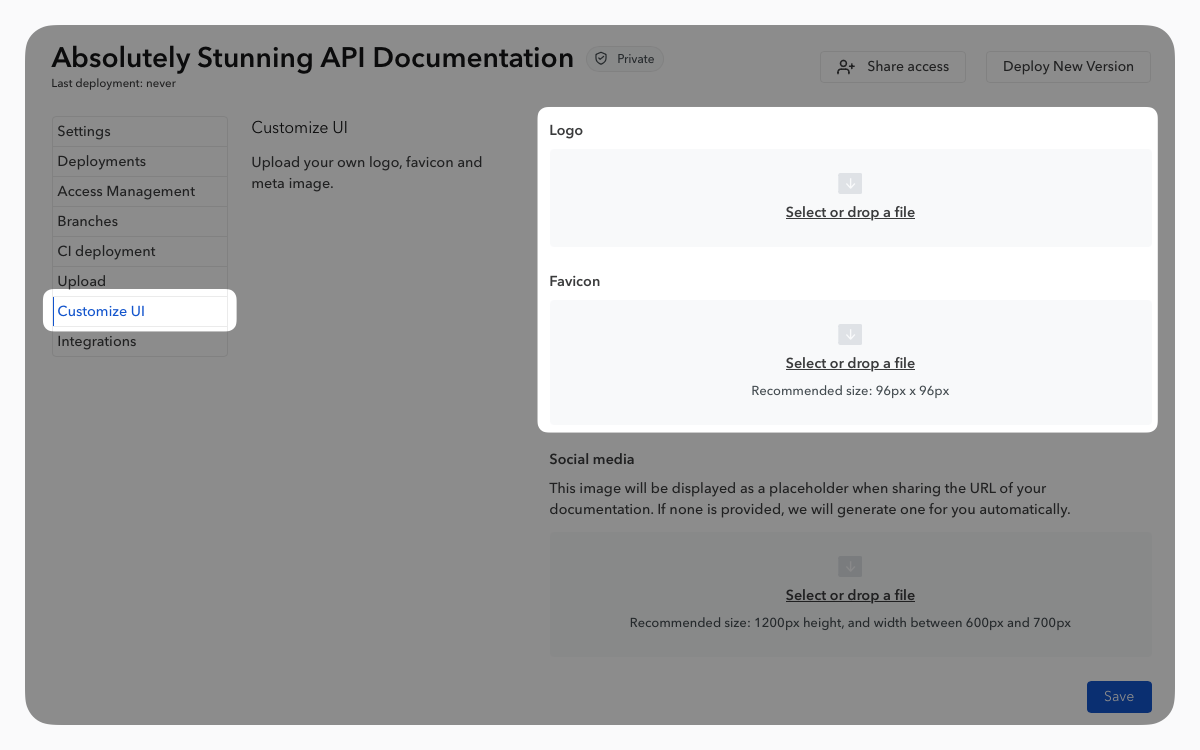 Absolutely Stunning API Documentation
Private
Share access
Deploy New Version
Last deployment: never
Settings
Deployments
Access Management
Branches
CI deployment
Upload
Customize UI
Integrations
Customize UI
Upload your own logo, favicon and
meta image.
Logo
Select or drop a file
Favicon
Select or drop a file
Recommended size: 96px x 96px
Social media
This image will be displayed as a placeholder when sharing the URL of your
documentation. If none is provided, we will generate one for you automatically.
Select or drop a file
Recommended size: 1200px height, and width between 600px and 700px
Save